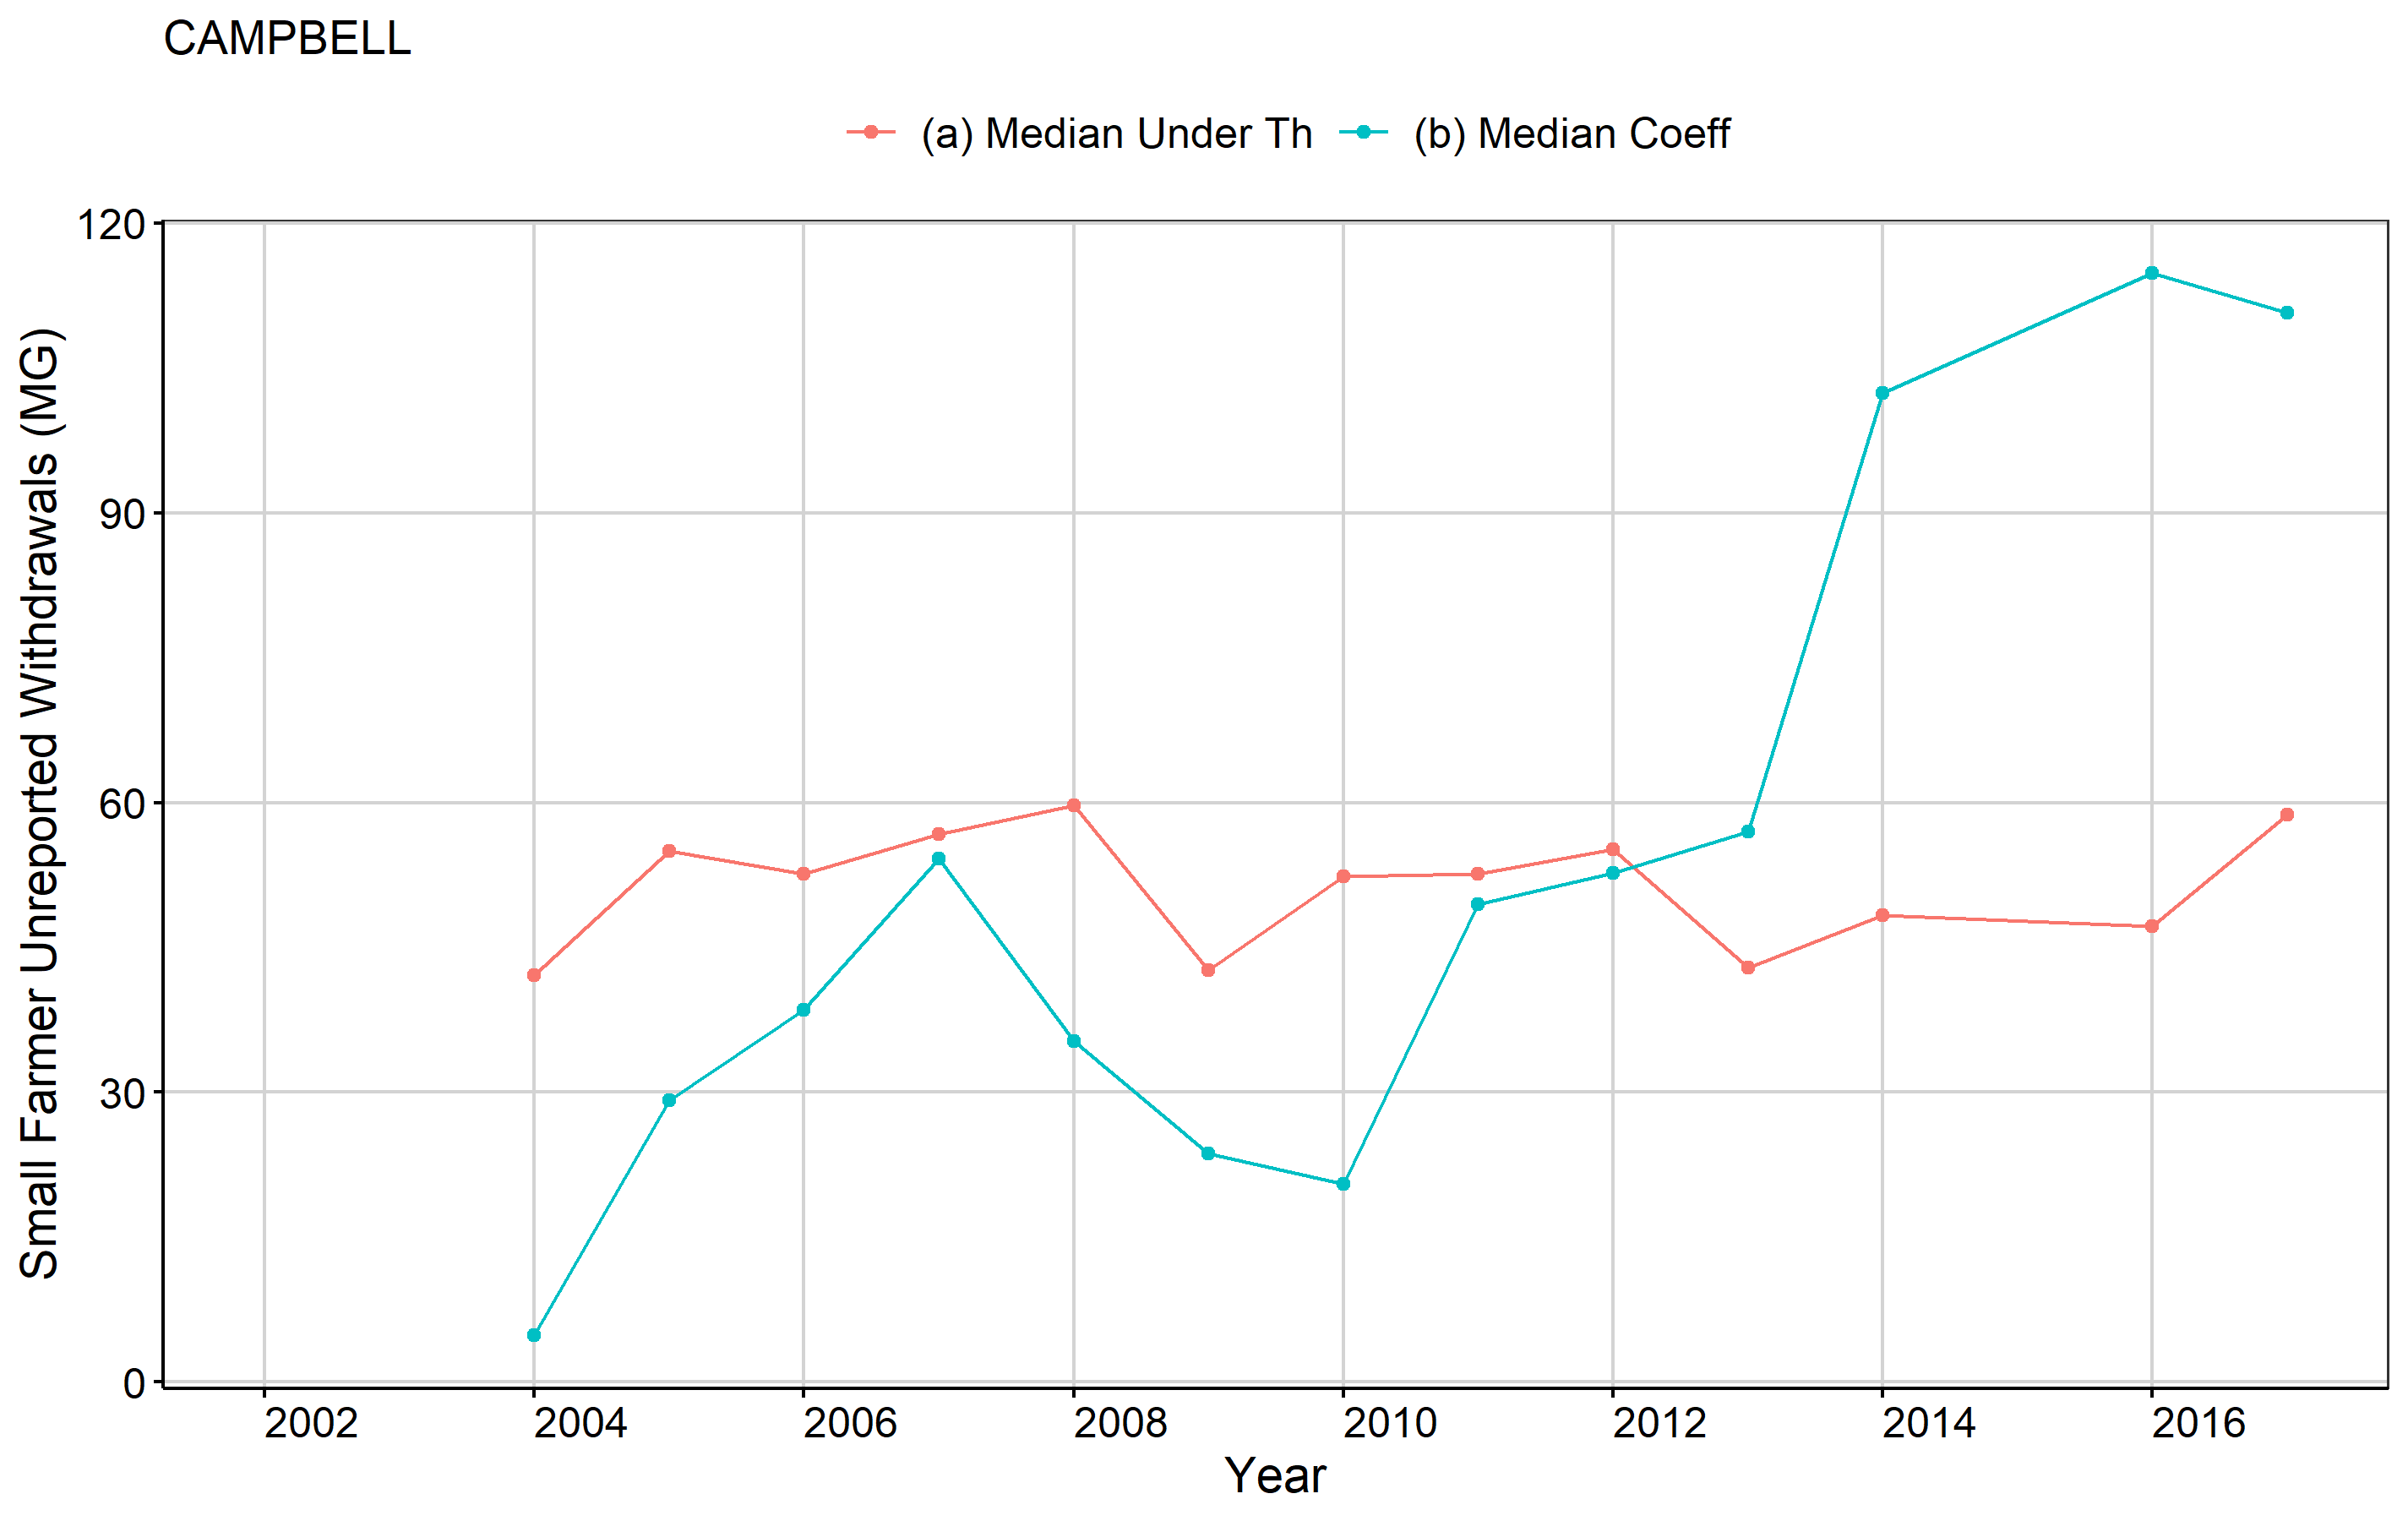 CAMPBELL
(a) Median Under Th (b) Median Coeff
Small Farmer Unreported Withdrawals (MG)
120
90
60
30
0
2002 2004 2006 2008 2010 2012 2014 2016
Year